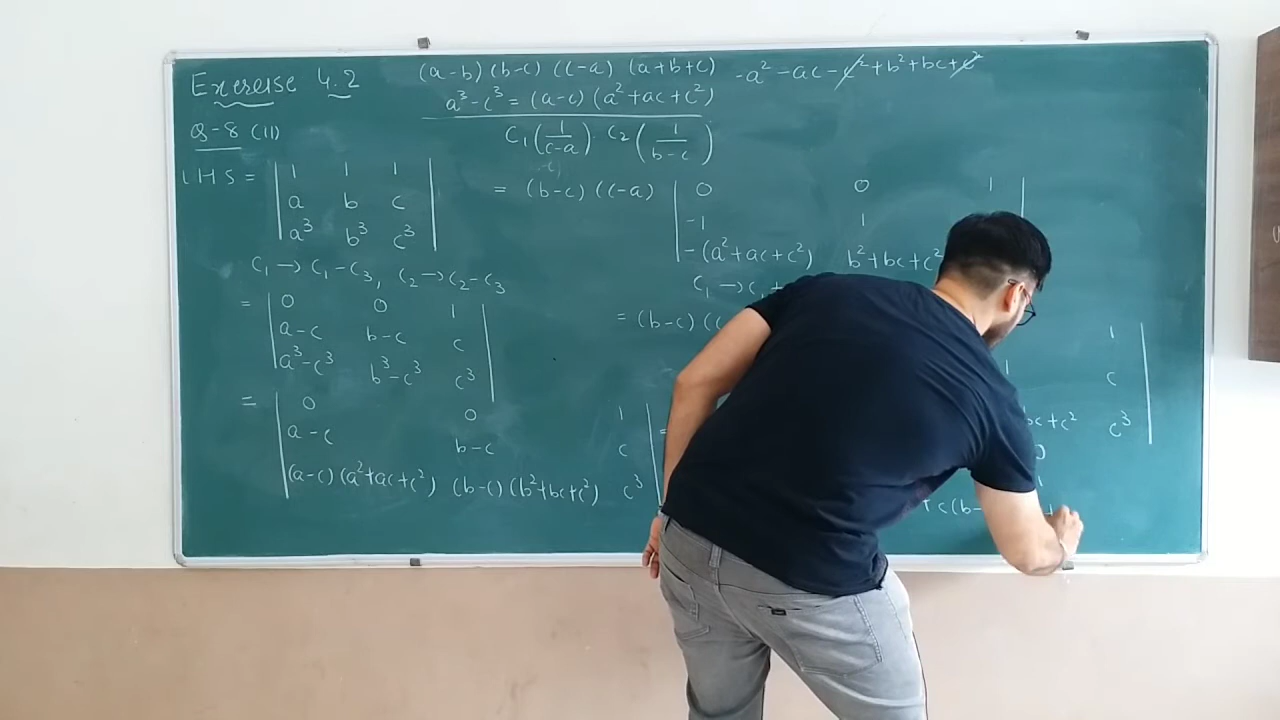 Exercise 4.2
(a-b) (b-c) (c-a) (a+b+c)
-a²-ac-c²+b²+bc+c²
a³-c³ = (a-c) (a²+ac+c²)
Q-8 (11)
C₁(1/(c-a)). C₂(1/(b-c))
LHS = | 1 1 1 |
| a b c |
| a³ b³ c³ |
C₁→C₁-C₃, C₂→C₂-C₃
= | 0 0 1 |
| a-c b-c c |
| a³-c³ b³-c³ c³ |
= | 0 0 1 |
| a-c b-c c |
| (a-c)(a²+ac+c²) (b-c)(b²+bc+c²) c³ |
= (b-c) (c-a) | 0 0 1 |
| -1 1
| -(a²+ac+c²) b²+bc+c²
C₁→C₁+
= (b-c) (c
1 |
1 c |
bc+c² c³ |
=
+c(b-